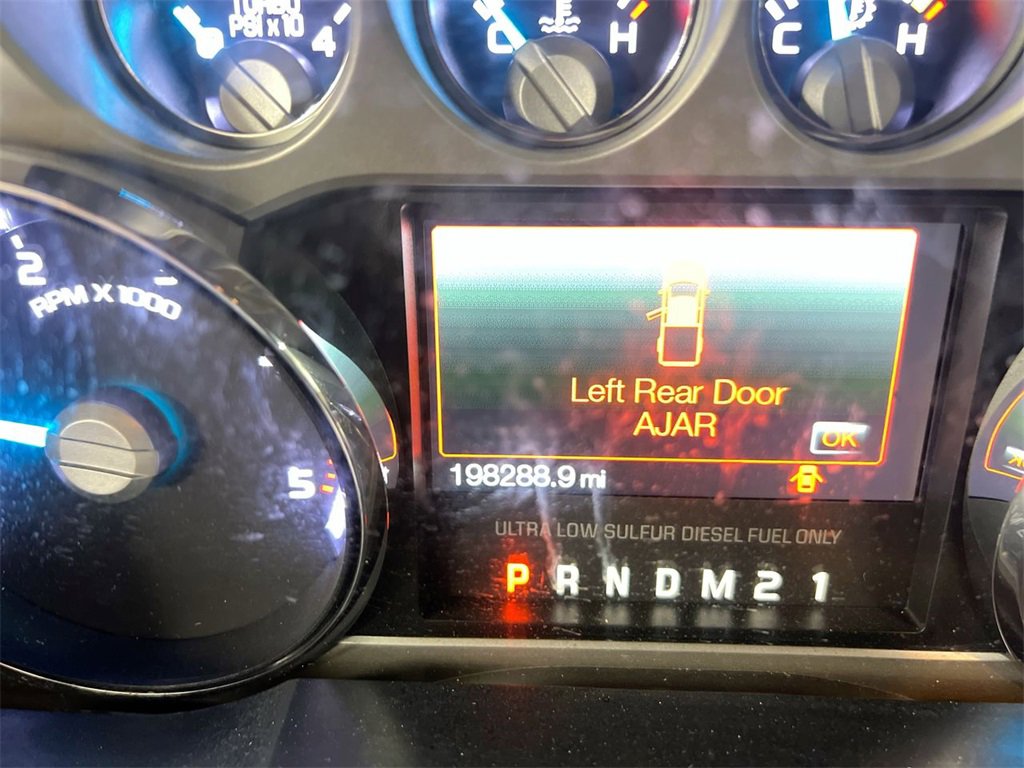 TURBO
PSI X 10
4
C
H
C
H
2
RPM X 1000
5
Left Rear Door
AJAR
OK
198288.9 mi
ULTRA LOW SULFUR DIESEL FUEL ONLY
P R N D M 2 1